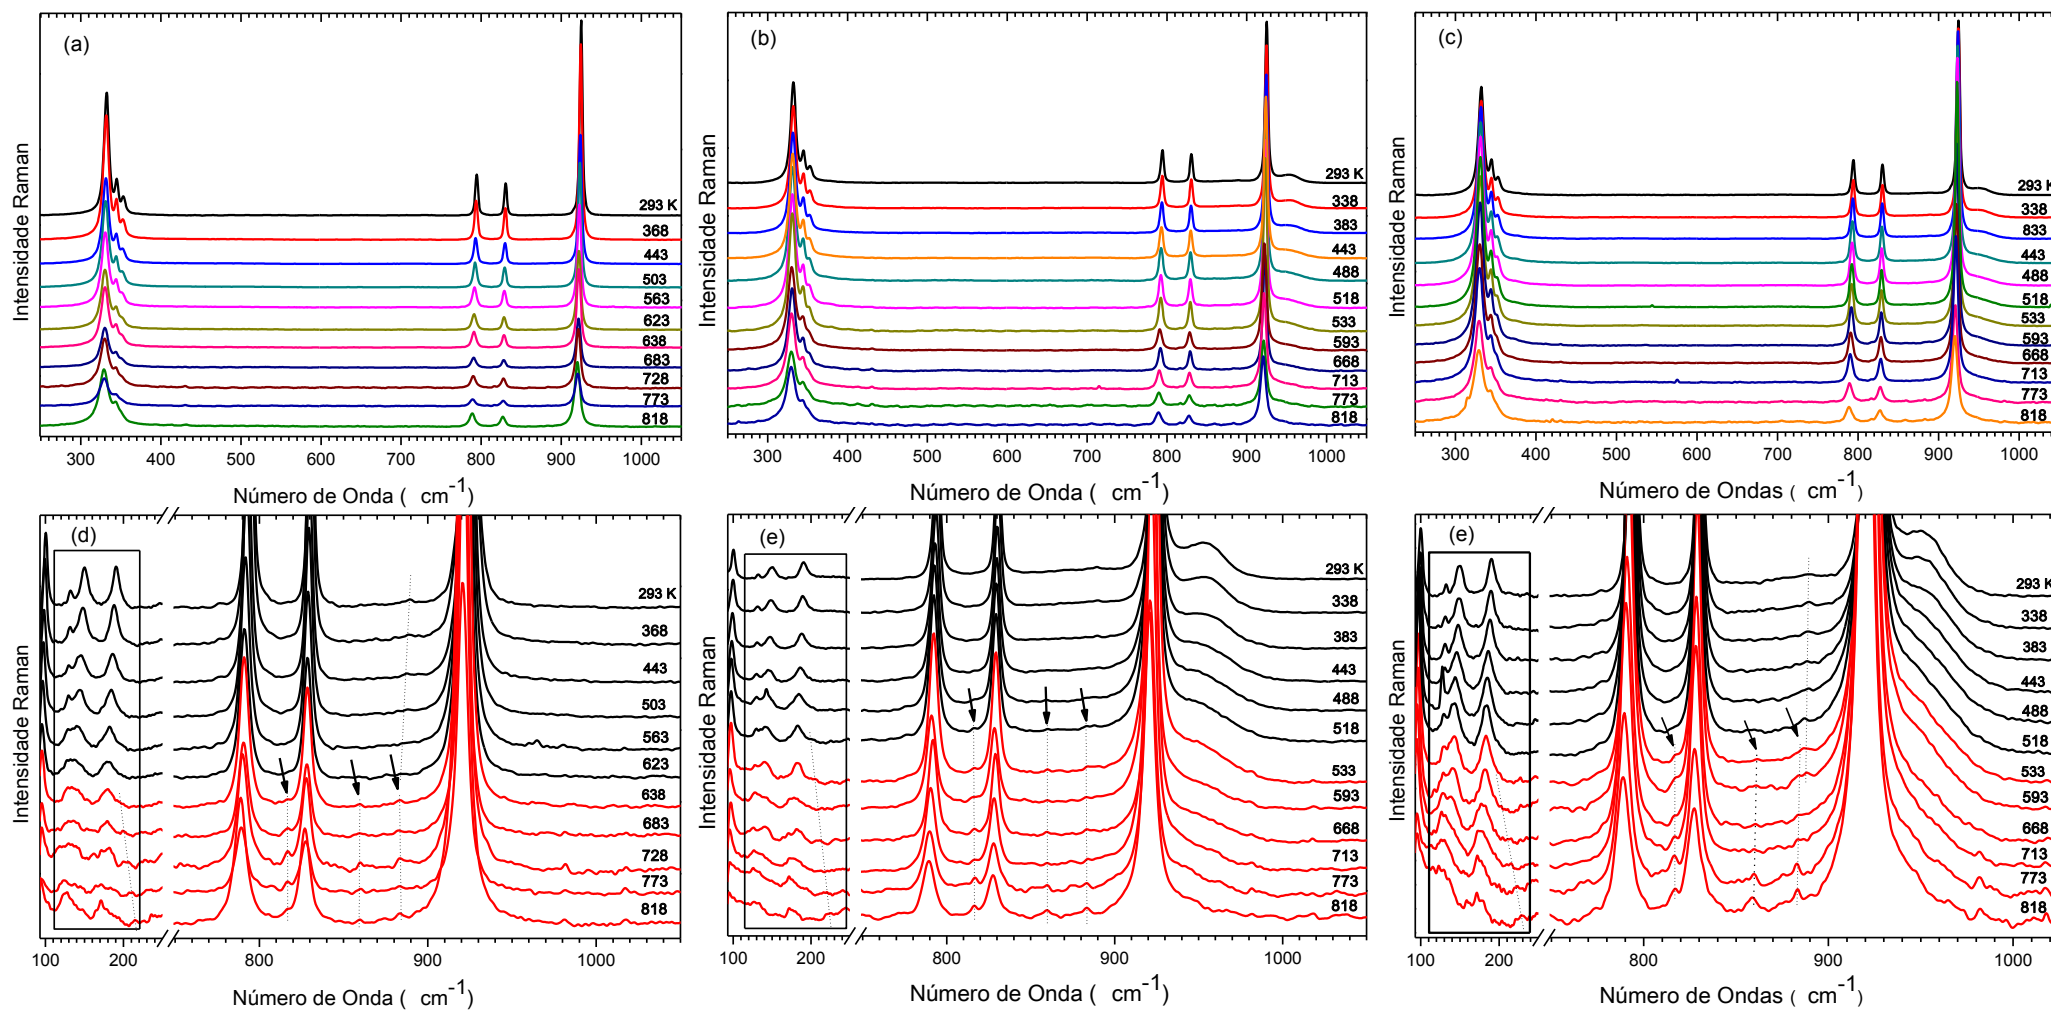 (a)
Intensidade Raman
293 K
368
443
503
563
623
638
683
728
773
818
300 400 500 600 700 800 900 1000
Número de Onda ( cm-1)
(b)
Intensidade Raman
293 K
338
383
443
488
518
533
593
668
713
773
818
300 400 500 600 700 800 900 1000
Número de Onda ( cm-1)
(c)
Intensidade Raman
293 K
338
833
443
488
518
533
593
668
713
773
818
300 400 500 600 700 800 900 1000
Número de Ondas ( cm-1)
(d)
Intensidade Raman
293 K
368
443
503
563
623
638
683
728
773
818
100 200 800 900 1000
Número de Onda ( cm-1)
(e)
Intensidade Raman
293 K
338
383
443
488
518
533
593
668
713
773
818
100 200 800 900 1000
Número de Onda ( cm-1)
(e)
Intensidade Raman
293 K
338
383
443
488
518
533
593
668
713
773
818
100 200 800 900 1000
Número de Ondas ( cm-1)